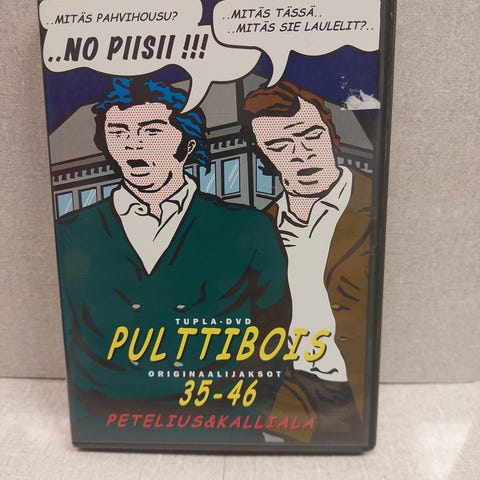 ..MITÄS PAHVIHOUSU?
..NO PIISII !!!
..MITÄS TÄSSÄ..
..MITÄS SIE LAULELIT?..
TUPLA-DVD
PULTTIBOIS
ORIGINAALIJAKSOT
35-46
PETELIUS&KALLIALA